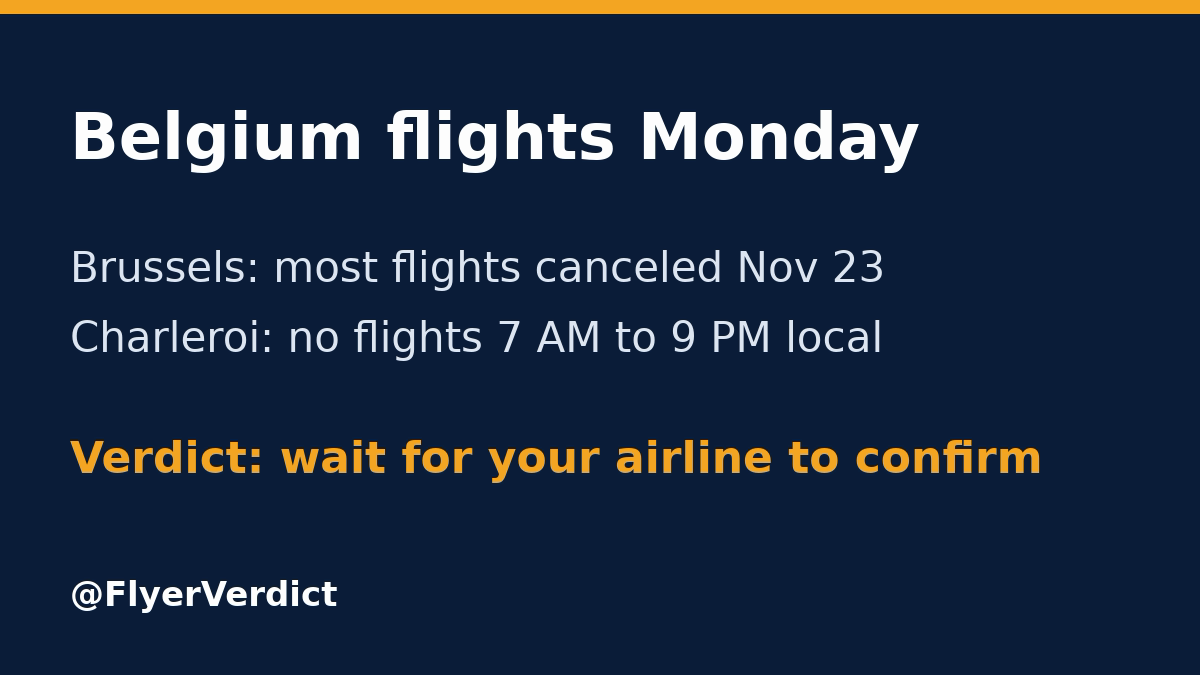 Belgium flights Monday
Brussels: most flights canceled Nov 23
Charleroi: no flights 7 AM to 9 PM local
Verdict: wait for your airline to confirm
@FlyerVerdict